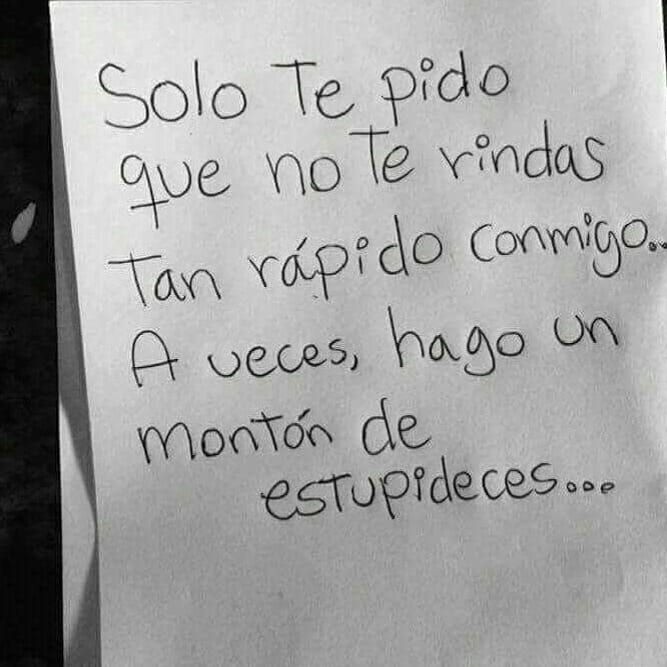 Solo Te pido
que no Te rindas
Tan rápido conmigo..
A veces, hago un
montón de
estupideces...